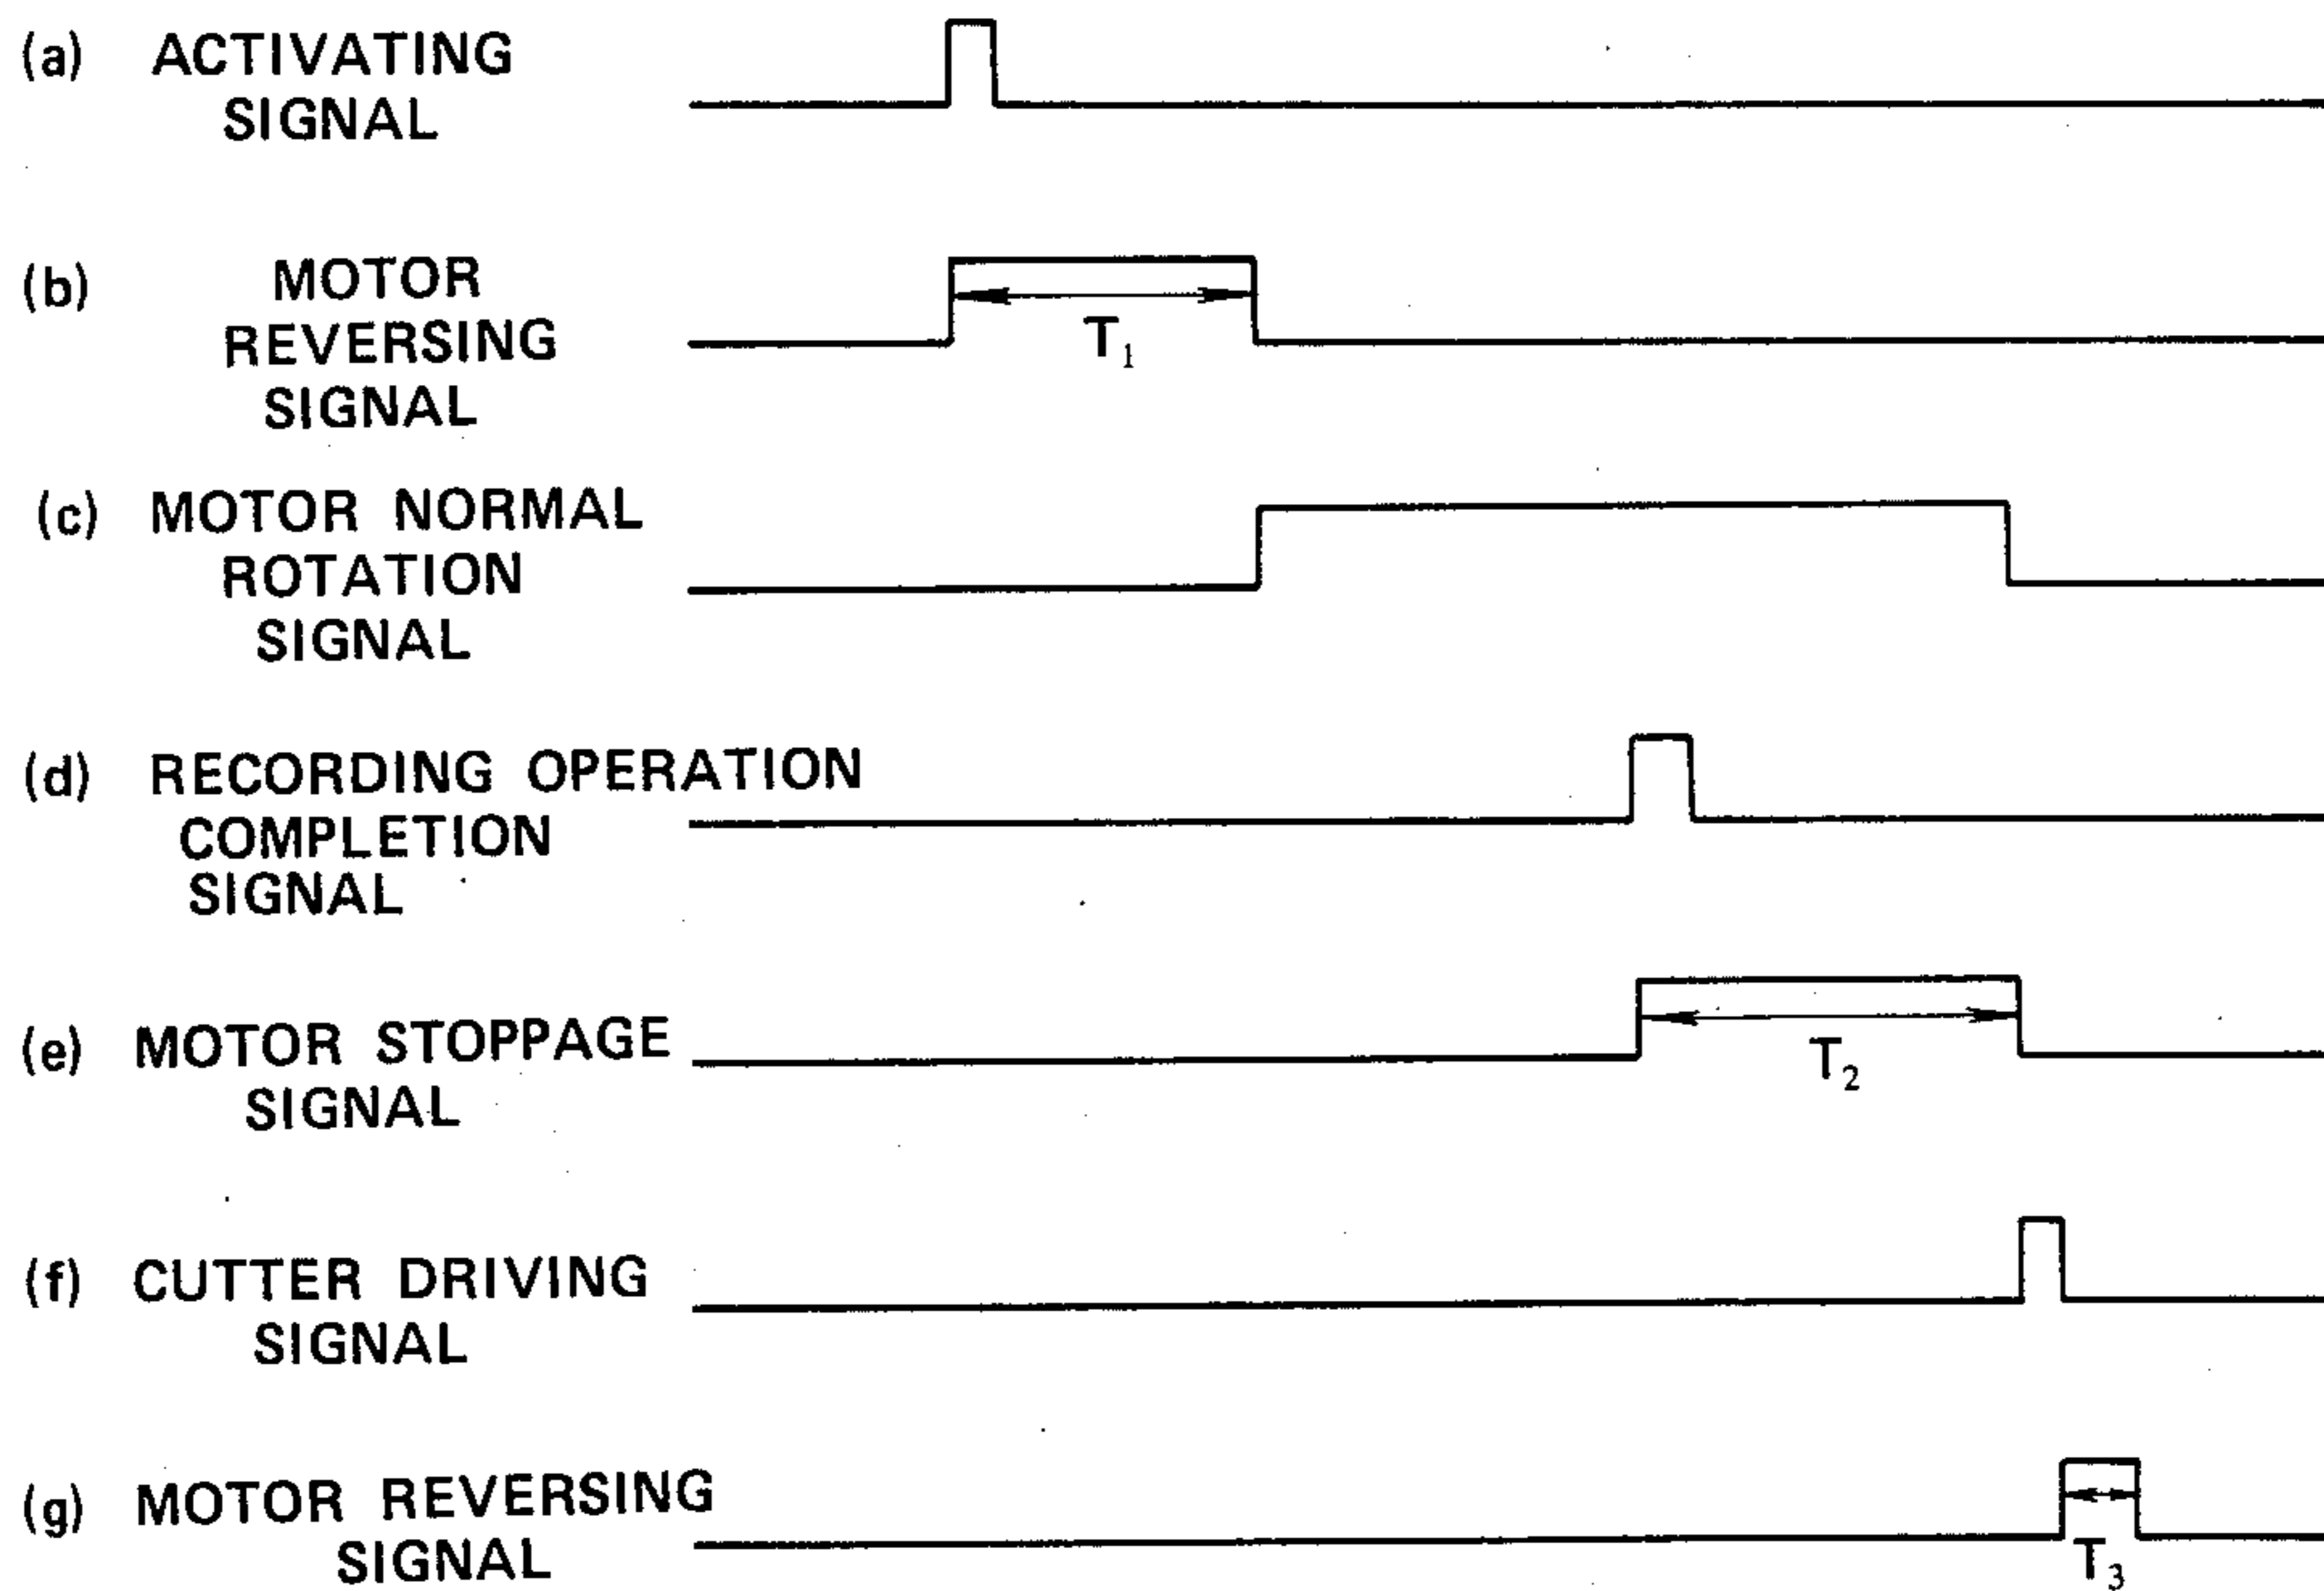 (a) ACTIVATING
SIGNAL
(b) MOTOR
REVERSING
SIGNAL
T₁
(c) MOTOR NORMAL
ROTATION
SIGNAL
(d) RECORDING OPERATION
COMPLETION
SIGNAL
(e) MOTOR STOPPAGE
SIGNAL
T₂
(f) CUTTER DRIVING
SIGNAL
(g) MOTOR REVERSING
SIGNAL
T₃